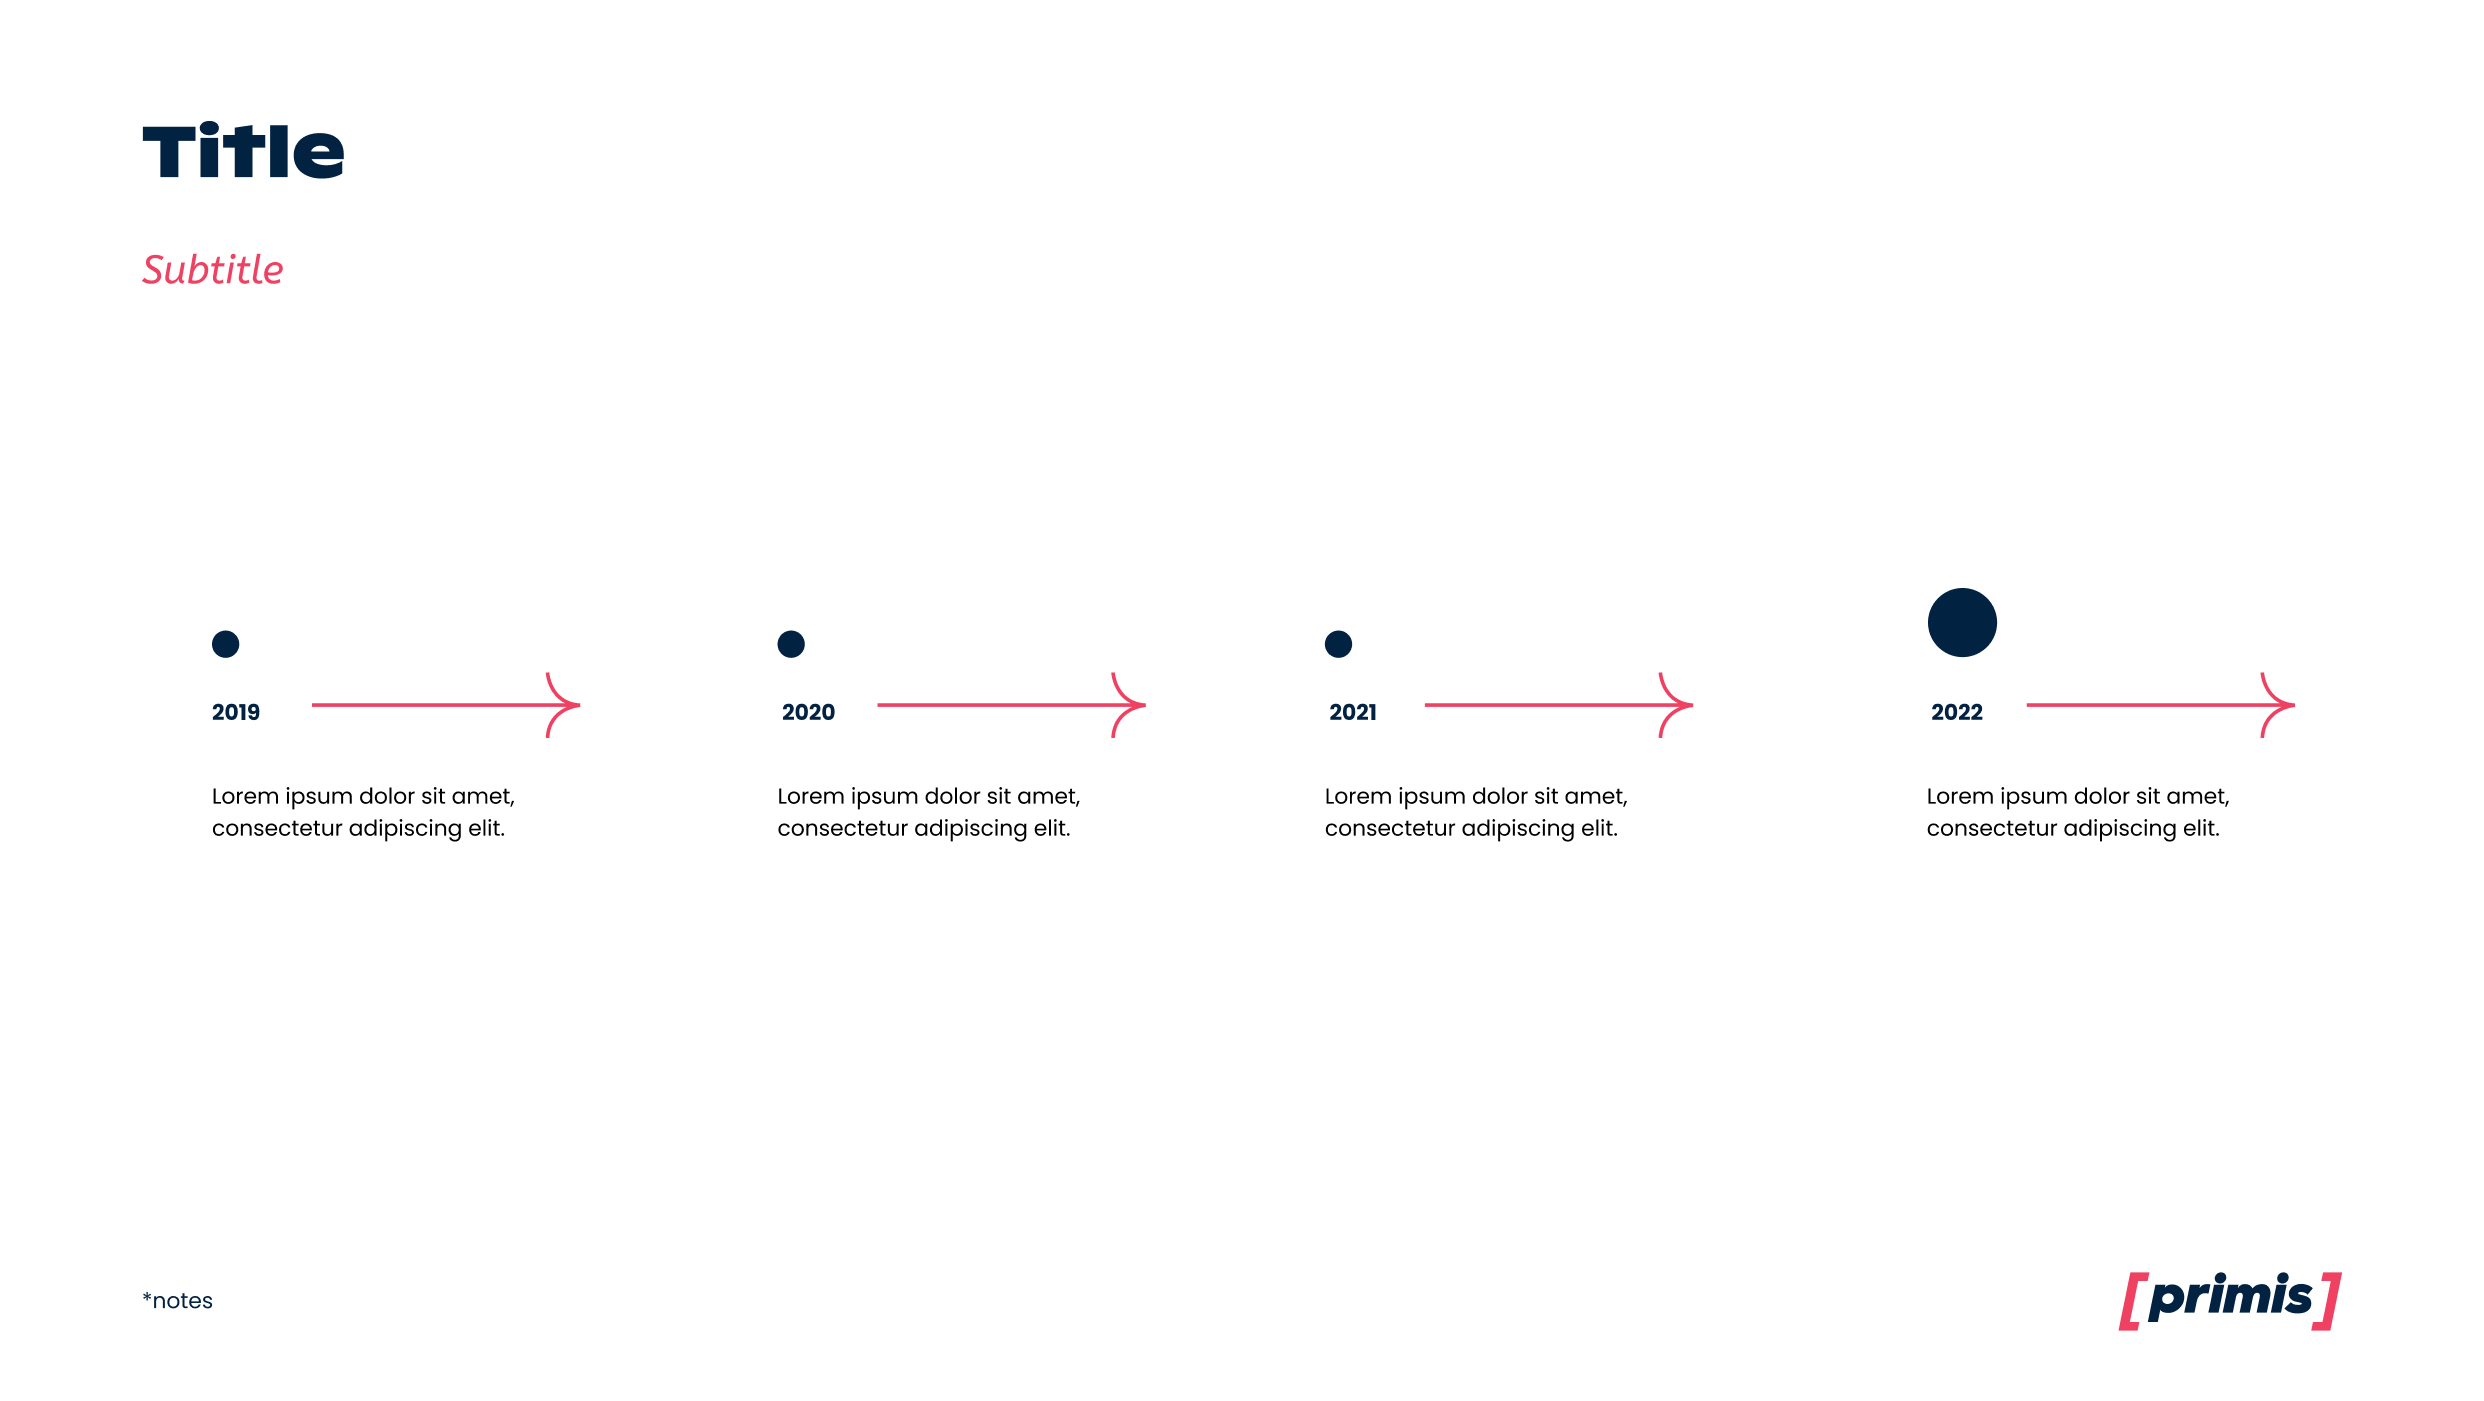 Title
Subtitle
2019
2020
2021
2022
Lorem ipsum dolor sit amet,
consectetur adipiscing elit.
Lorem ipsum dolor sit amet,
consectetur adipiscing elit.
Lorem ipsum dolor sit amet,
consectetur adipiscing elit.
Lorem ipsum dolor sit amet,
consectetur adipiscing elit.
*notes
[primis]